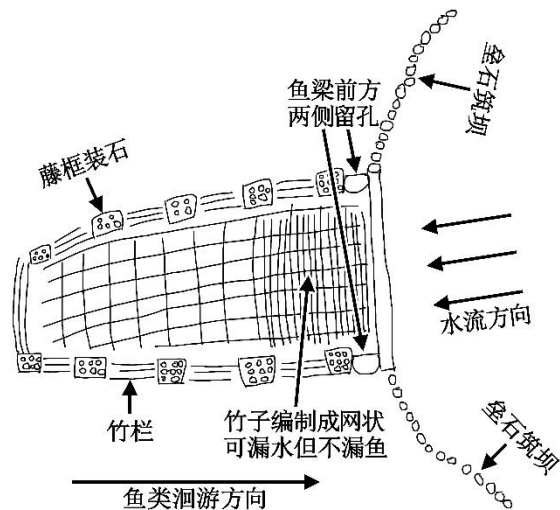 鱼梁前方
两侧留孔
垒石筑坝
藤框装石
水流方向
竹栏
竹子编制成网状
可漏水但不漏鱼
垒石筑坝
鱼类洄游方向